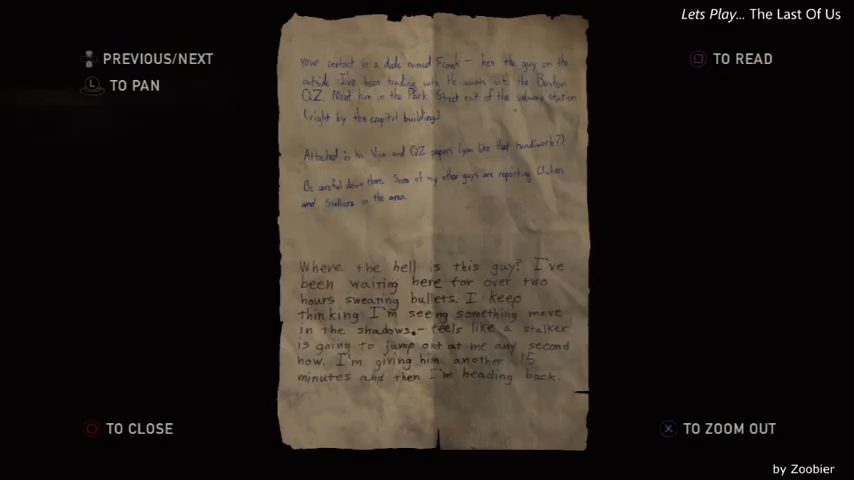 Lets Play... The Last Of Us
PREVIOUS/NEXT
L TO PAN
TO READ
Your contact is a dude named Frank - he's the guy on the
outside I've been trading with. He wants into the Boston
QZ. Meet him in the Park Street exit of the subway station
(right by the capitol building)
Attached is his Visa and QZ papers (you like that handiwork?)
Be careful down there. Some of my other guys are reporting Clickers
and Stalkers in the area.
Where the hell is this guy? I've
been waiting here for over two
hours sweating bullets. I keep
thinking I'm seeing something move
in the shadows. - feels like a stalker
is going to jump out at me any second
now. I'm giving him another 15
minutes and then I'm heading back.
TO CLOSE
TO ZOOM OUT
by Zoobier